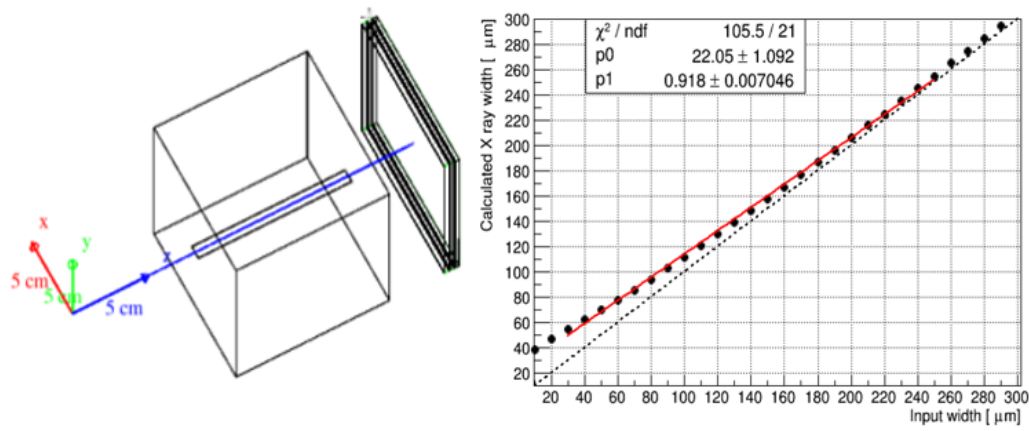 x
y
z
5 cm
5 cm
5 cm
χ² / ndf 105.5 / 21
p0 22.05 ± 1.092
p1 0.918 ± 0.007046
Calculated X ray width [ μm]
300
280
260
240
220
200
180
160
140
120
100
80
60
40
20
20 40 60 80 100 120 140 160 180 200 220 240 260 280 300
Input width [ μm]